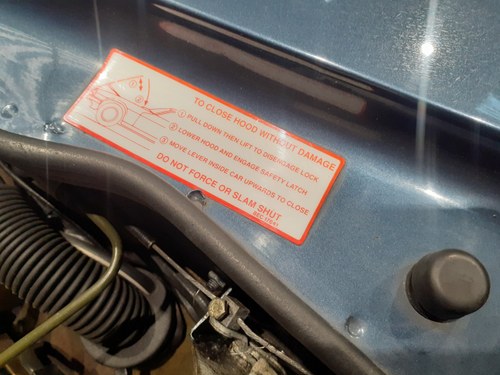 TO CLOSE HOOD WITHOUT DAMAGE
① PULL DOWN THEN LIFT TO DISENGAGE LOCK
② LOWER HOOD AND ENGAGE SAFETY LATCH
③ MOVE LEVER INSIDE CAR UPWARDS TO CLOSE
DO NOT FORCE OR SLAM SHUT